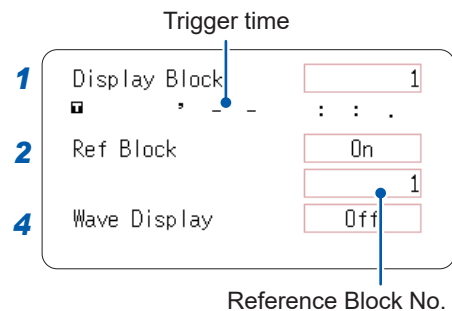 Trigger time
1 Display Block 1
T ' - - : : .
2 Ref Block On
1
4 Wave Display Off
Reference Block No.